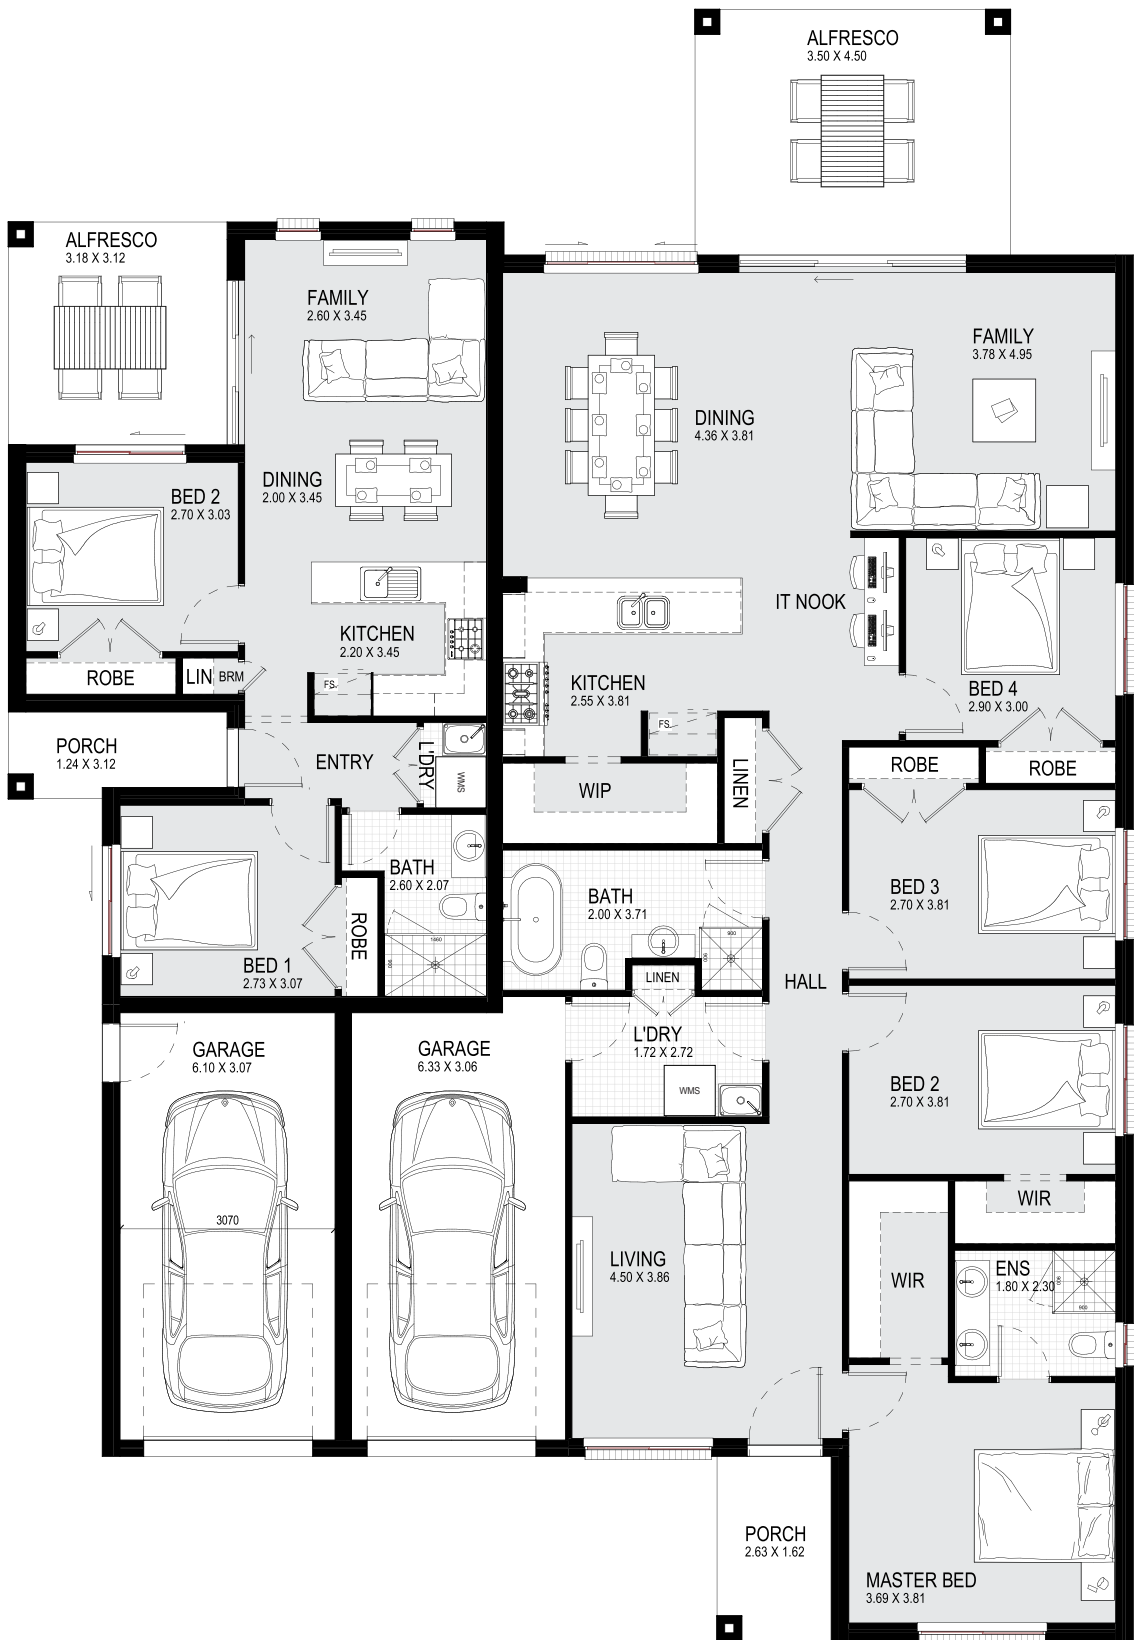 ALFRESCO
3.50 X 4.50
ALFRESCO
3.18 X 3.12
FAMILY
2.60 X 3.45
FAMILY
3.78 X 4.95
DINING
4.36 X 3.81
DINING
2.00 X 3.45
BED 2
2.70 X 3.03
IT NOOK
KITCHEN
2.20 X 3.45
ROBE
LIN
BRM
FS
KITCHEN
2.55 X 3.81
BED 4
2.90 X 3.00
FS
PORCH
1.24 X 3.12
ENTRY
L'DRY
WMS
WIP
LINEN
ROBE
ROBE
BATH
2.60 X 2.07
BATH
2.00 X 3.71
BED 3
2.70 X 3.81
ROBE
1460
900
900
900
BED 1
2.73 X 3.07
LINEN
HALL
GARAGE
6.10 X 3.07
GARAGE
6.33 X 3.06
L'DRY
1.72 X 2.72
WMS
BED 2
2.70 X 3.81
WIR
3070
LIVING
4.50 X 3.86
WIR
ENS
1.80 X 2.30
900
900
PORCH
2.63 X 1.62
MASTER BED
3.69 X 3.81